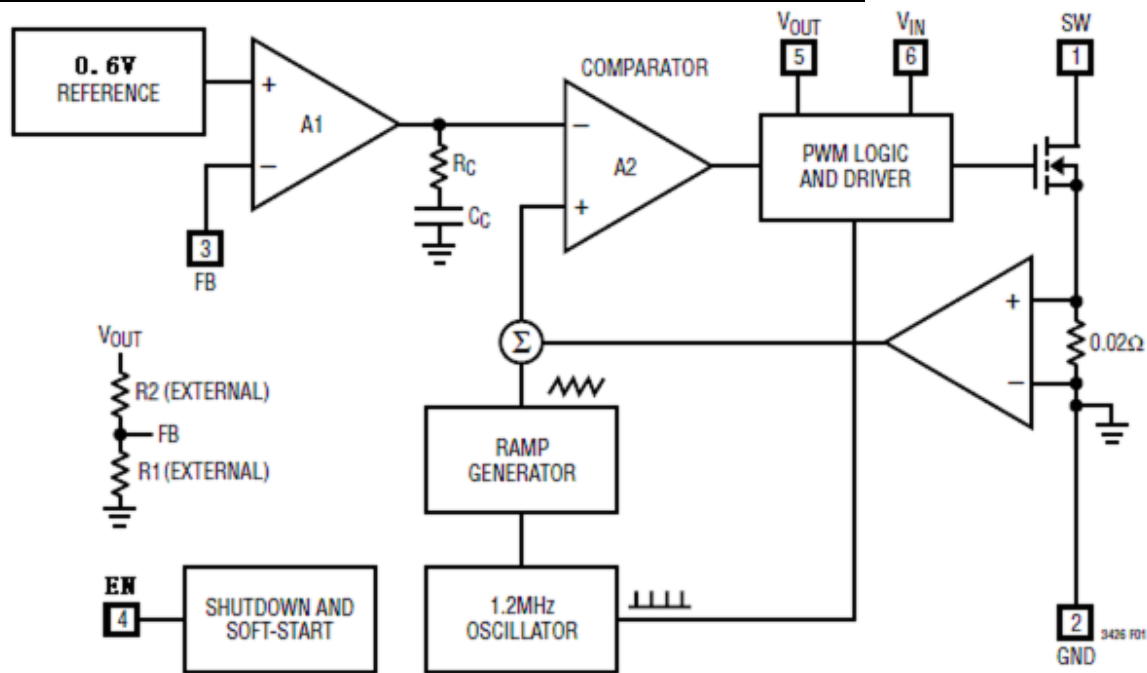 0.6V
REFERENCE
+
−
A1
3
FB
RC
CC
COMPARATOR
−
+
A2
VOUT
5
VIN
6
SW
1
PWM LOGIC
AND DRIVER
+
−
0.02Ω
Σ
VOUT
R2 (EXTERNAL)
FB
R1 (EXTERNAL)
RAMP
GENERATOR
EN
4
SHUTDOWN AND
SOFT-START
1.2MHz
OSCILLATOR
2
GND
3426 F01